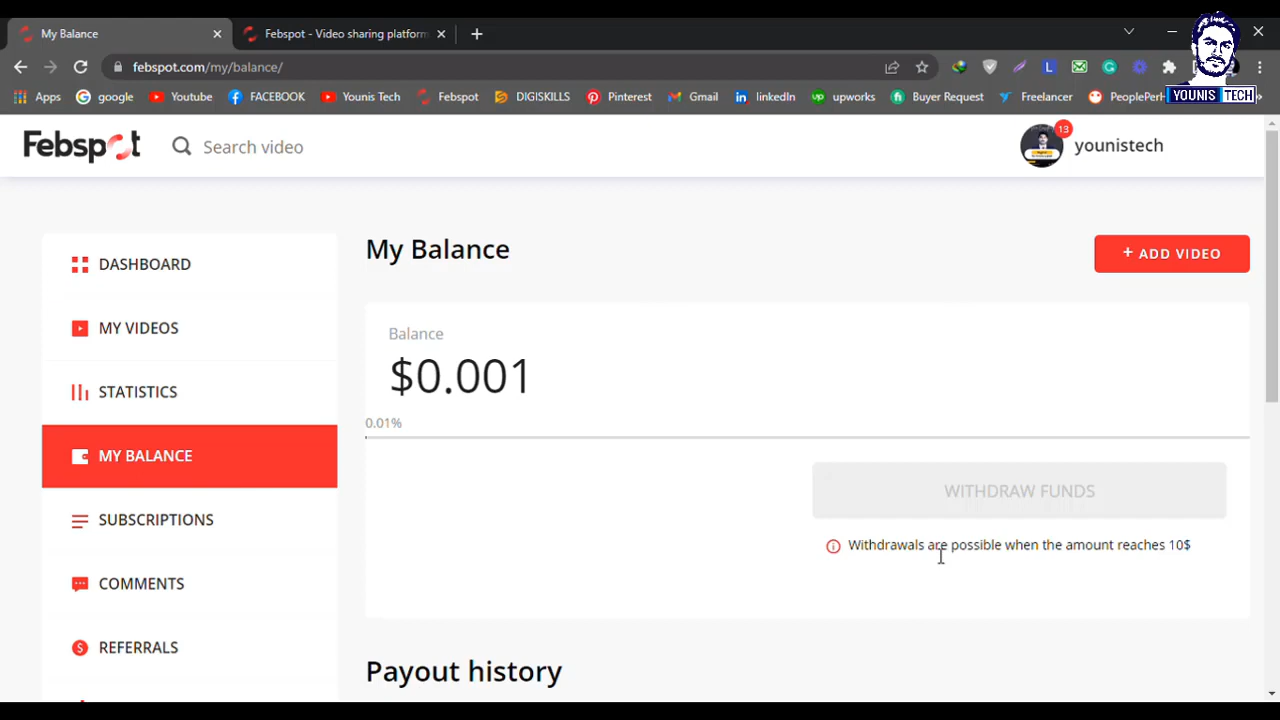 My Balance
Febspot - Video sharing platform
febspot.com/my/balance/
Apps google Youtube FACEBOOK Younis Tech Febspot DIGISKILLS Pinterest Gmail linkedIn upworks Buyer Request Freelancer PeoplePerH
YOUNIS TECH
Febspot
Search video
13
younistech
DASHBOARD
MY VIDEOS
STATISTICS
MY BALANCE
SUBSCRIPTIONS
COMMENTS
REFERRALS
My Balance
+ ADD VIDEO
Balance
$0.001
0.01%
WITHDRAW FUNDS
Withdrawals are possible when the amount reaches 10$
Payout history